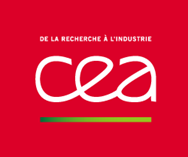 DE LA RECHERCHE À L'INDUSTRIE
cea